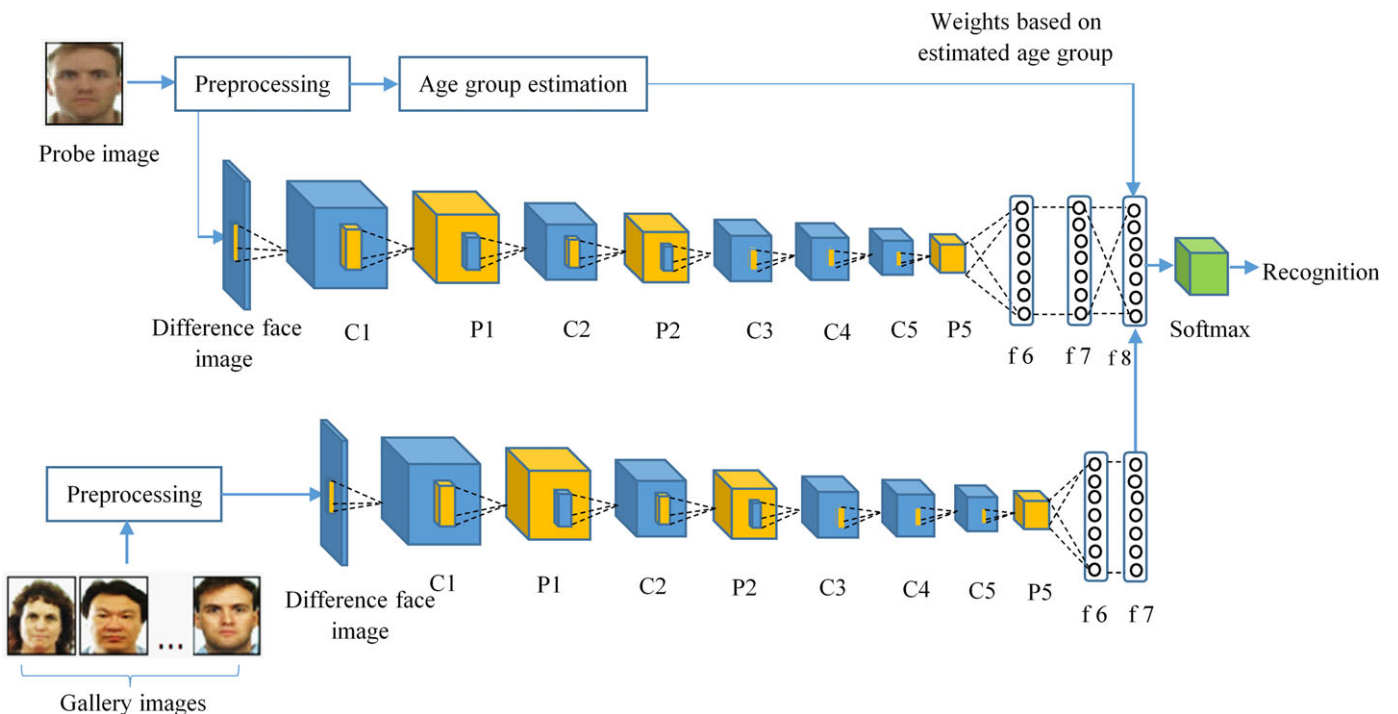 Weights based on
estimated age group
Preprocessing
Age group estimation
Probe image
Recognition
Difference face
image
C1
P1
C2
P2
C3
C4
C5
P5
f 6
f 7
f 8
Softmax
Preprocessing
Difference face
image
C1
P1
C2
P2
C3
C4
C5
P5
f 6
f 7
...
Gallery images